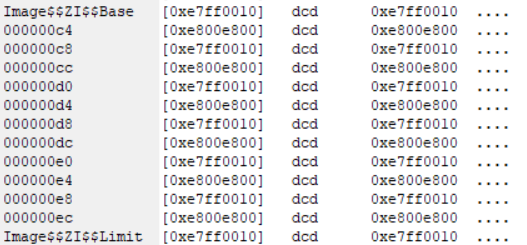 Image$$ZI$$Base [0xe7ff0010] dcd 0xe7ff0010 ....
000000c4 [0xe800e800] dcd 0xe800e800 ....
000000c8 [0xe7ff0010] dcd 0xe7ff0010 ....
000000cc [0xe800e800] dcd 0xe800e800 ....
000000d0 [0xe7ff0010] dcd 0xe7ff0010 ....
000000d4 [0xe800e800] dcd 0xe800e800 ....
000000d8 [0xe7ff0010] dcd 0xe7ff0010 ....
000000dc [0xe800e800] dcd 0xe800e800 ....
000000e0 [0xe7ff0010] dcd 0xe7ff0010 ....
000000e4 [0xe800e800] dcd 0xe800e800 ....
000000e8 [0xe7ff0010] dcd 0xe7ff0010 ....
000000ec [0xe800e800] dcd 0xe800e800 ....
Image$$ZI$$Limit [0xe7ff0010] dcd 0xe7ff0010 ....